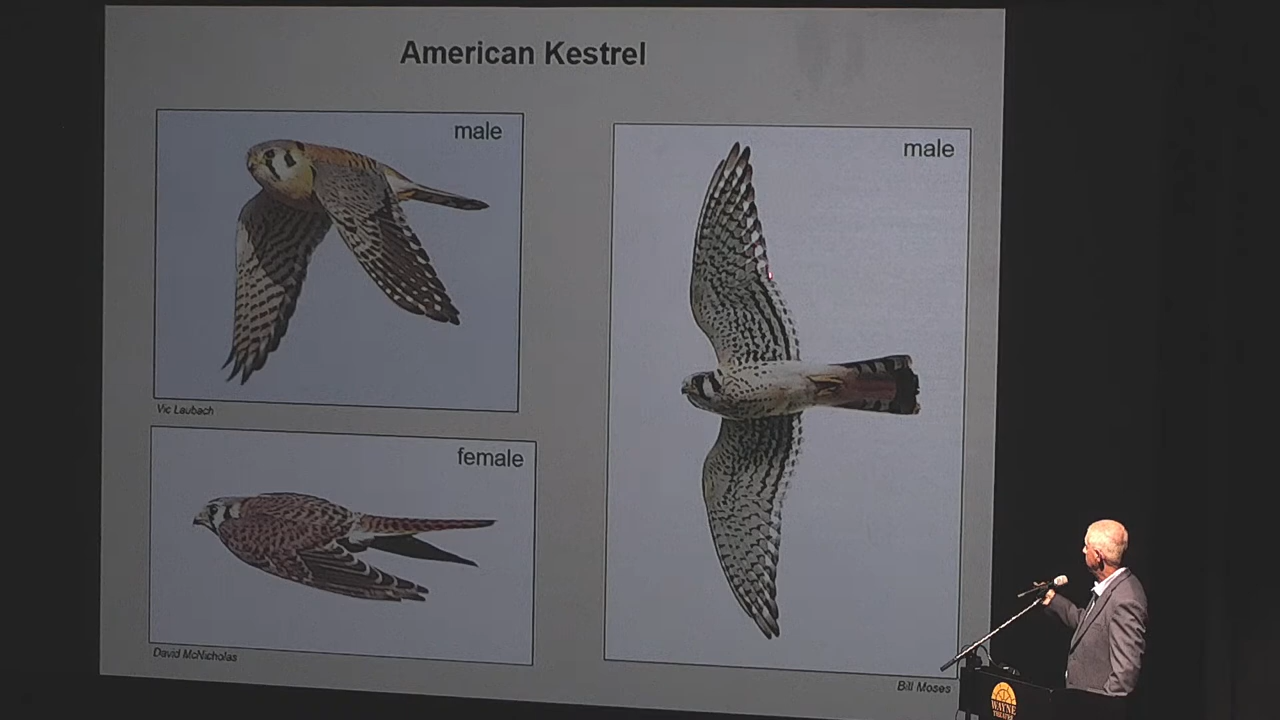 American Kestrel
male
Vic Laubach
female
David McNicholas
male
Bill Moses
WAYNE
THEATRE